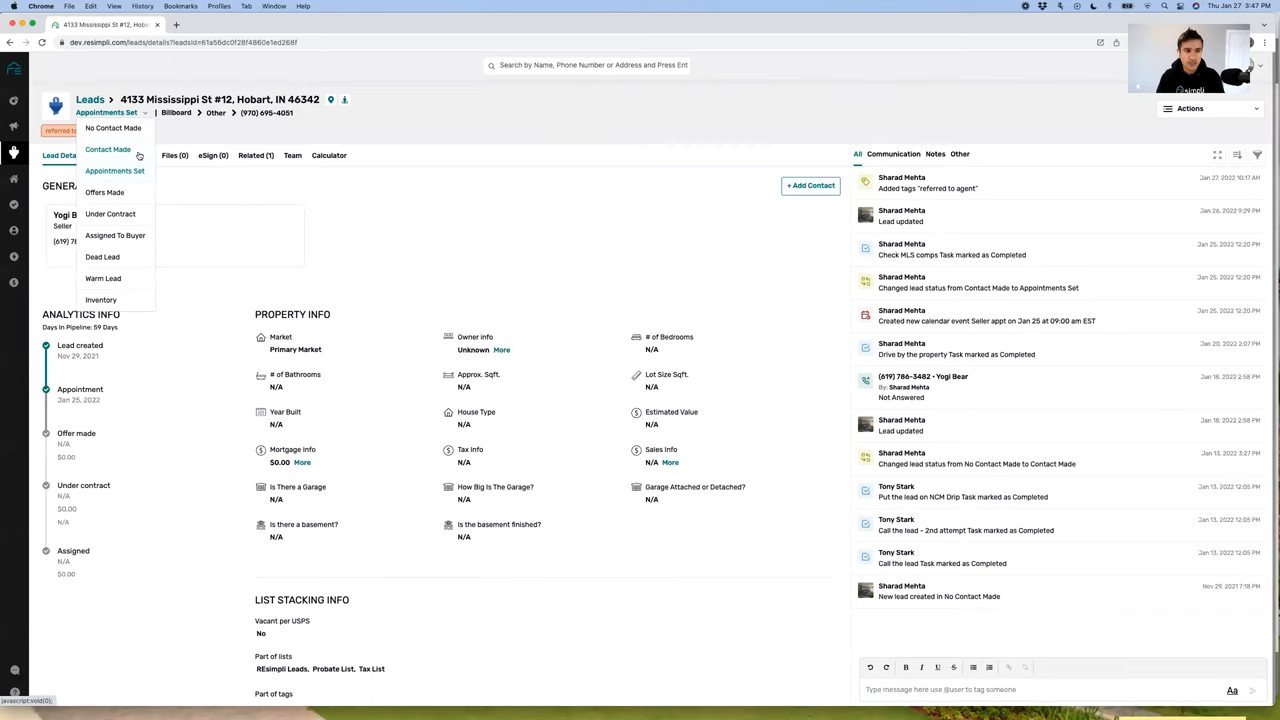 Chrome File Edit View History Bookmarks Profiles Tab Window Help
Thu Jan 27 3:47 PM
4133 Mississippi St #12, Hobar
dev.resimpli.com/leads/details?leadsId=61a56dc0f28f4860e1ed268f
Search by Name, Phone Number or Address and Press Ent
Leads > 4133 Mississippi St #12, Hobart, IN 46342
Appointments Set | Billboard > Other > (970) 695-4051
Actions
referred to
No Contact Made
Contact Made
Appointments Set
Offers Made
Under Contract
Assigned To Buyer
Dead Lead
Warm Lead
Inventory
Lead Deta
Files (0) eSign (0) Related (1) Team Calculator
GENER
+ Add Contact
Yogi B
Seller
(619) 78
ANALYTICS INFO
Days In Pipeline: 59 Days
Lead created
Nov 29, 2021
Appointment
Jan 25, 2022
Offer made
N/A
$0.00
Under contract
N/A
$0.00
N/A
Assigned
N/A
$0.00
PROPERTY INFO
Market
Primary Market
Owner info
Unknown More
# of Bedrooms
N/A
# of Bathrooms
N/A
Approx. Sqft.
N/A
Lot Size Sqft.
N/A
Year Built
N/A
House Type
N/A
Estimated Value
N/A
Mortgage Info
$0.00 More
Tax Info
N/A
Sales Info
N/A More
Is There a Garage
N/A
How Big Is The Garage?
N/A
Garage Attached or Detached?
N/A
Is there a basement?
N/A
Is the basement finished?
N/A
LIST STACKING INFO
Vacant per USPS
No
Part of lists
REsimpli Leads, Probate List, Tax List
Part of tags
All Communication Notes Other
Sharad Mehta Jan 27, 2022 10:17 AM
Added tags "referred to agent"
Sharad Mehta Jan 26, 2022 9:29 PM
Lead updated
Sharad Mehta Jan 25, 2022 12:20 PM
Check MLS comps Task marked as Completed
Sharad Mehta Jan 25, 2022 12:20 PM
Changed lead status from Contact Made to Appointments Set
Sharad Mehta Jan 25, 2022 12:20 PM
Created new calendar event Seller appt on Jan 25 at 09:00 am EST
Sharad Mehta Jan 20, 2022 2:07 PM
Drive by the property Task marked as Completed
(619) 786-3482 • Yogi Bear Jan 18, 2022 2:58 PM
By: Sharad Mehta
Not Answered
Sharad Mehta Jan 18, 2022 2:58 PM
Lead updated
Sharad Mehta Jan 13, 2022 3:27 PM
Changed lead status from No Contact Made to Contact Made
Tony Stark Jan 13, 2022 12:05 PM
Put the lead on NCM Drip Task marked as Completed
Tony Stark Jan 13, 2022 12:05 PM
Call the lead - 2nd attempt Task marked as Completed
Tony Stark Jan 13, 2022 12:05 PM
Call the lead Task marked as Completed
Sharad Mehta Nov 29, 2021 7:18 PM
New lead created in No Contact Made
B I U S
Type message here use @user to tag someone
Aa
javascript:void(0);
simpli